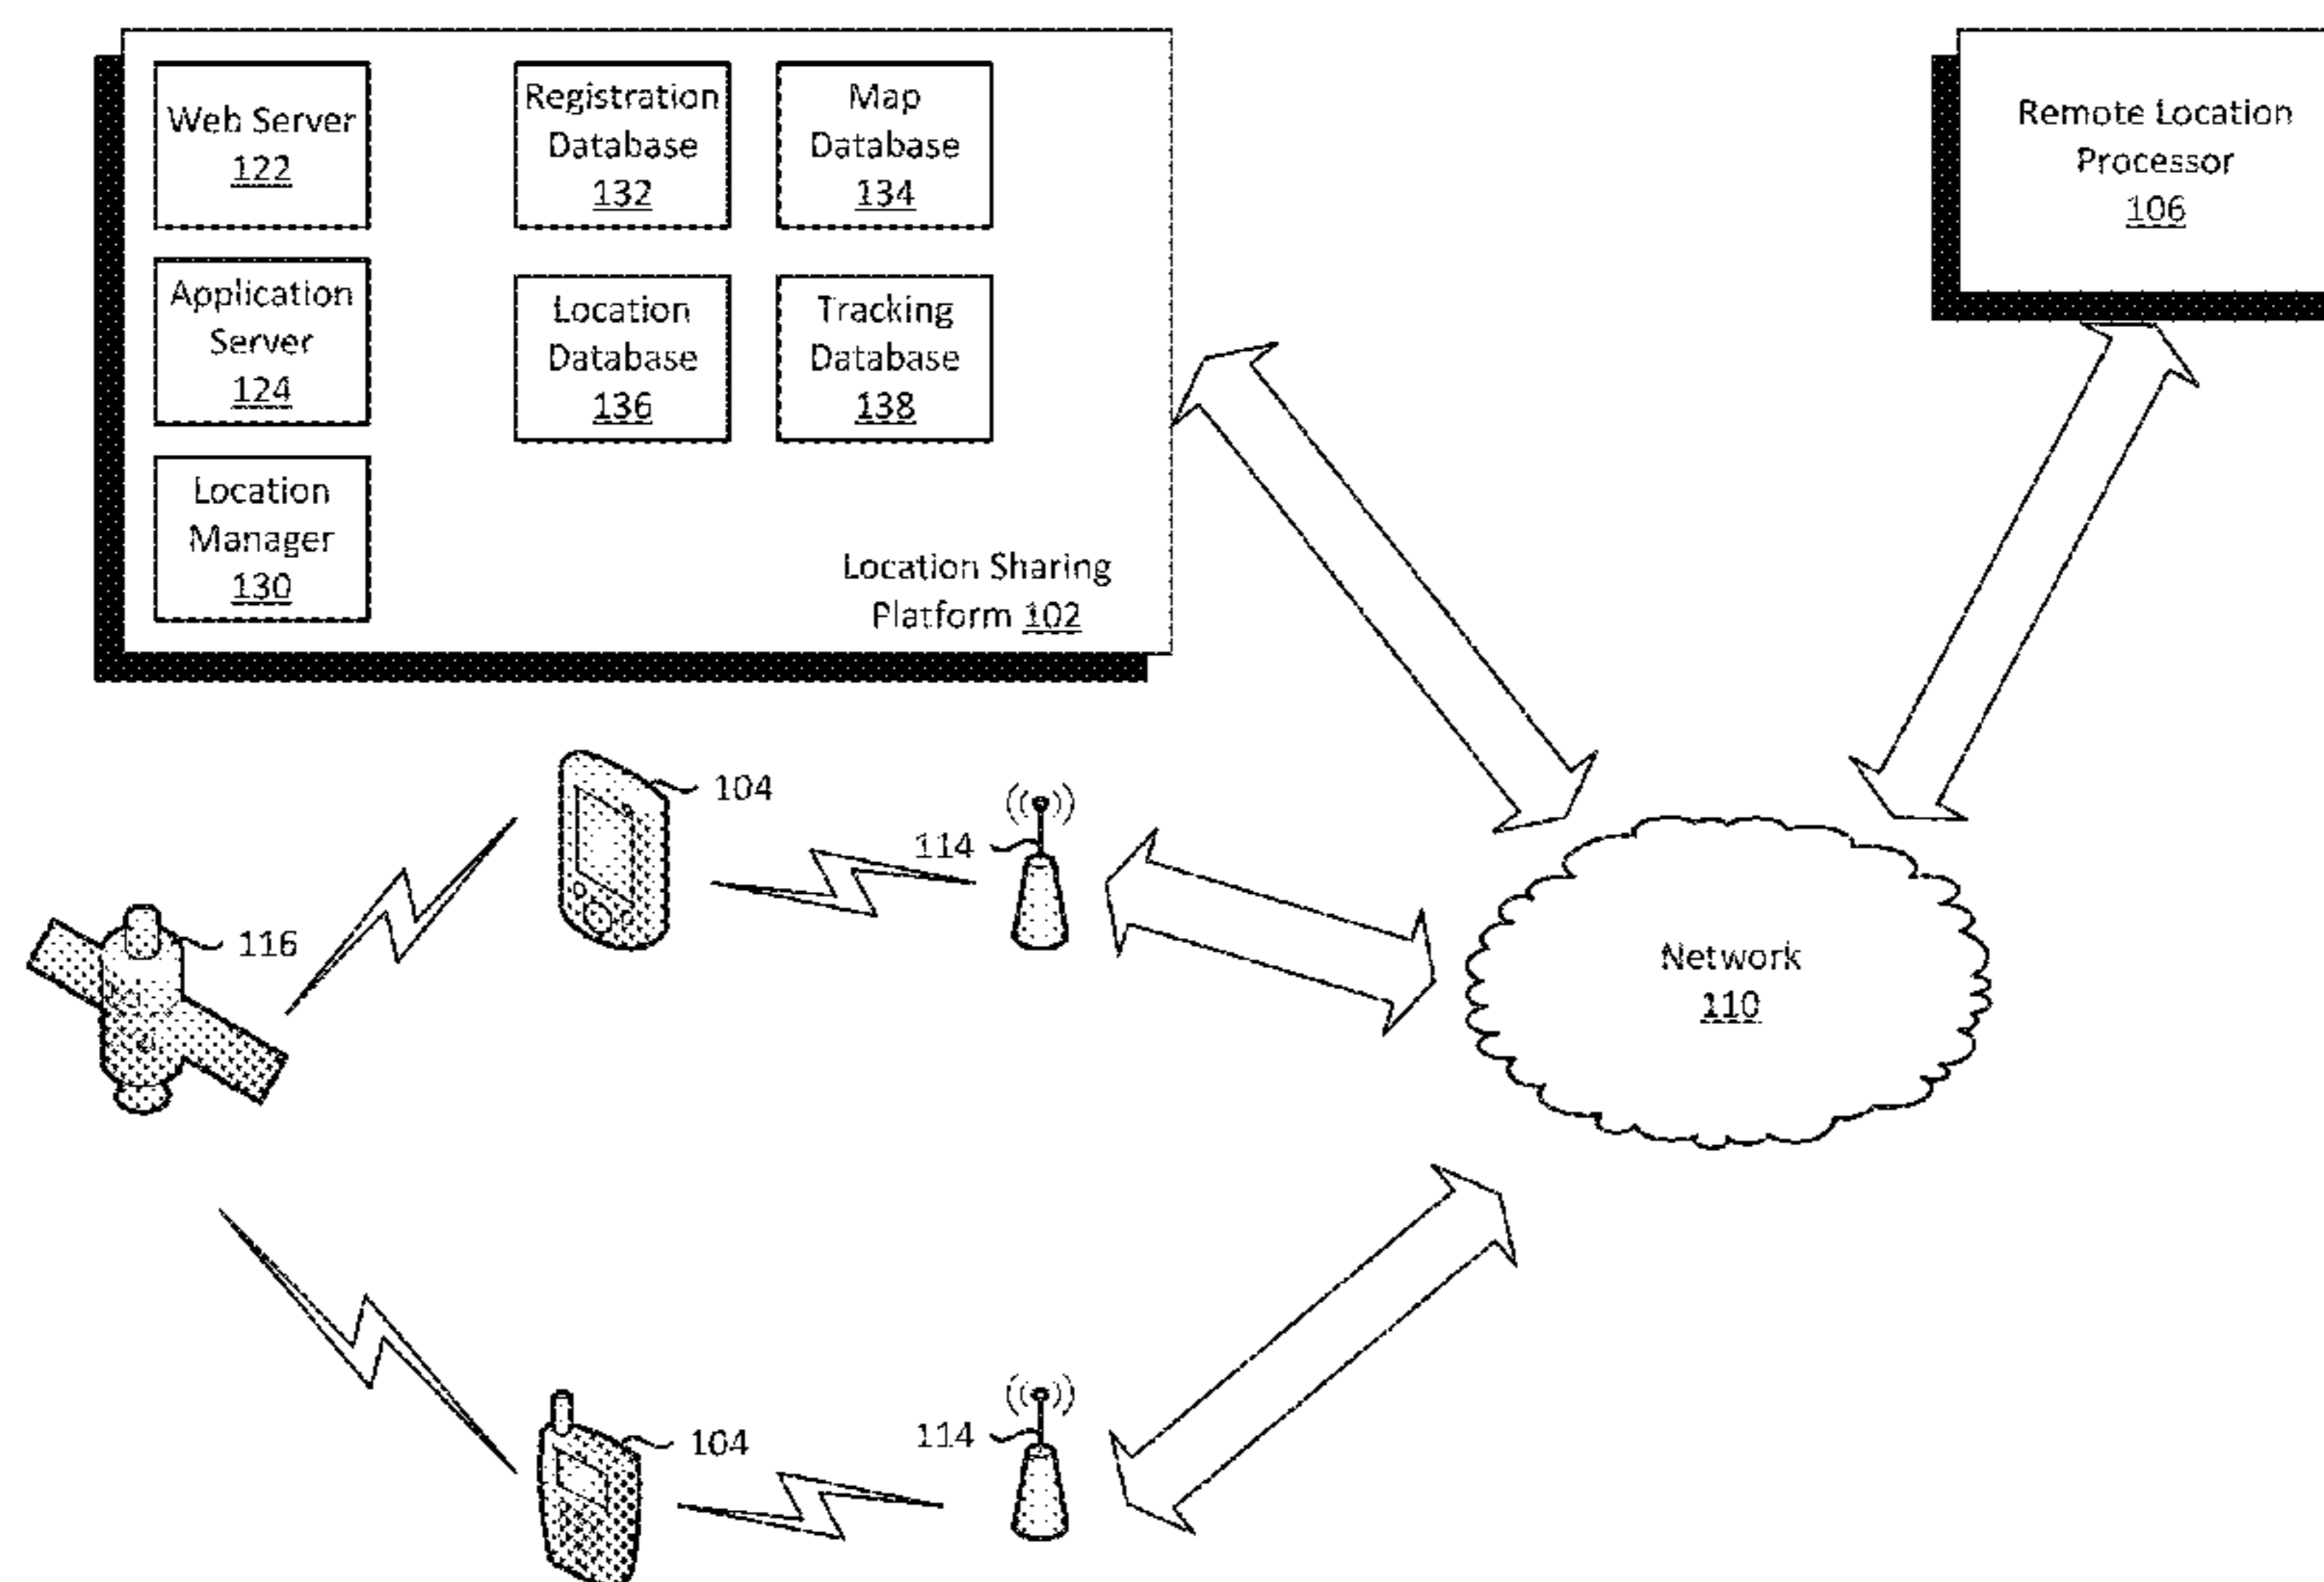 Web Server
122
Registration
Database
132
Map
Database
134
Remote Location
Processor
106
Application
Server
124
Location
Database
136
Tracking
Database
138
Location
Manager
130
Location Sharing
Platform 102
104
114
116
Network
110
104
114